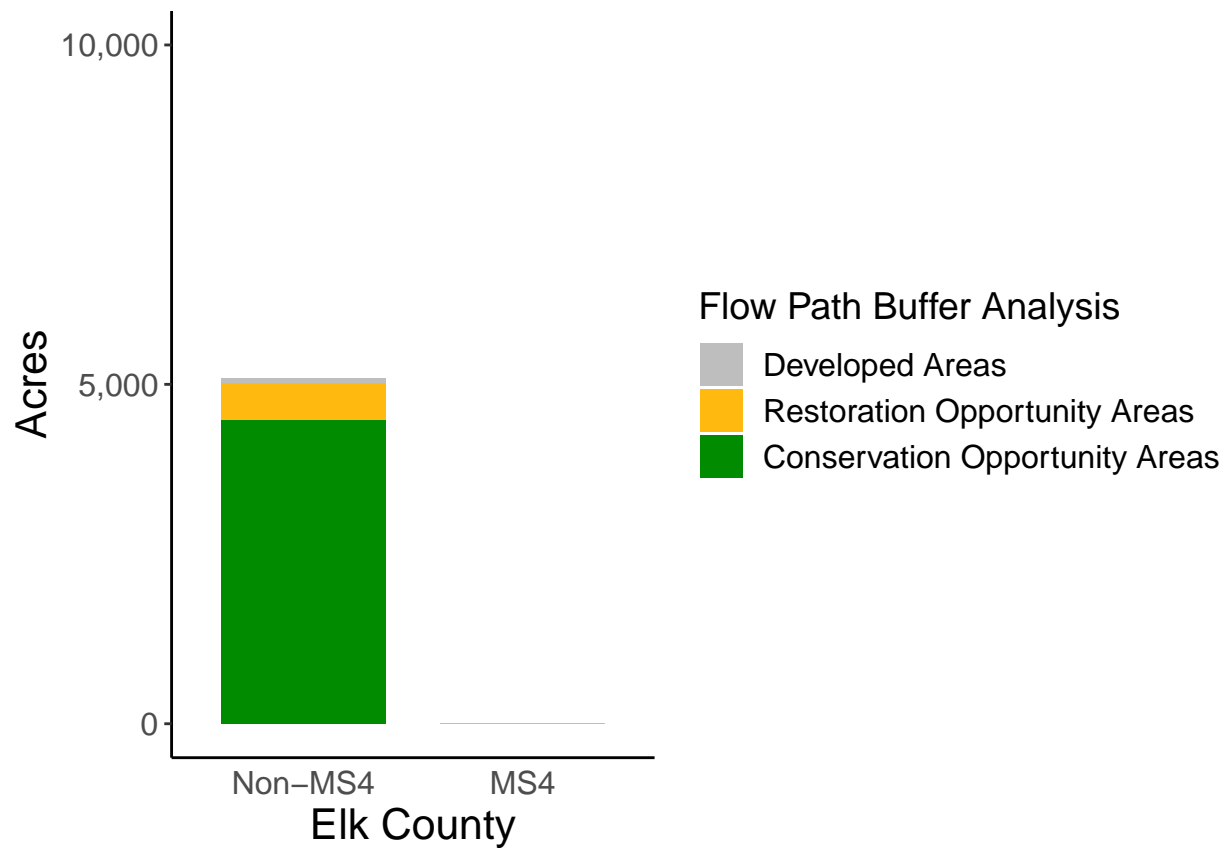 10,000
5,000
0
Acres
Non−MS4
MS4
Elk County
Flow Path Buffer Analysis
Developed Areas
Restoration Opportunity Areas
Conservation Opportunity Areas